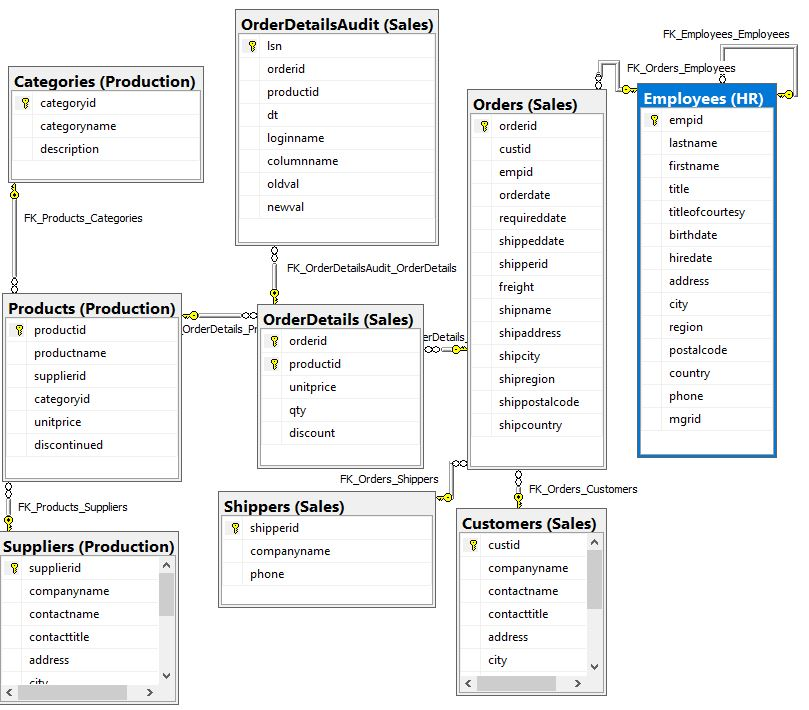 OrderDetailsAudit (Sales)
lsn
orderid
productid
dt
loginname
columnname
oldval
newval
FK_Employees_Employees
FK_Orders_Employees
Categories (Production)
categoryid
categoryname
description
Orders (Sales)
orderid
custid
empid
orderdate
requireddate
shippeddate
shipperid
freight
shipname
shipaddress
shipcity
shipregion
shippostalcode
shipcountry
Employees (HR)
empid
lastname
firstname
title
titleofcourtesy
birthdate
hiredate
address
city
region
postalcode
country
phone
mgrid
FK_Products_Categories
FK_OrderDetailsAudit_OrderDetails
Products (Production)
productid
productname
supplierid
categoryid
unitprice
discontinued
OrderDetails_Pr
OrderDetails (Sales)
orderid
productid
unitprice
qty
discount
erDetails_
FK_Orders_Shippers
FK_Orders_Customers
FK_Products_Suppliers
Shippers (Sales)
shipperid
companyname
phone
Customers (Sales)
custid
companyname
contactname
contacttitle
address
city
Suppliers (Production)
supplierid
companyname
contactname
contacttitle
address
city